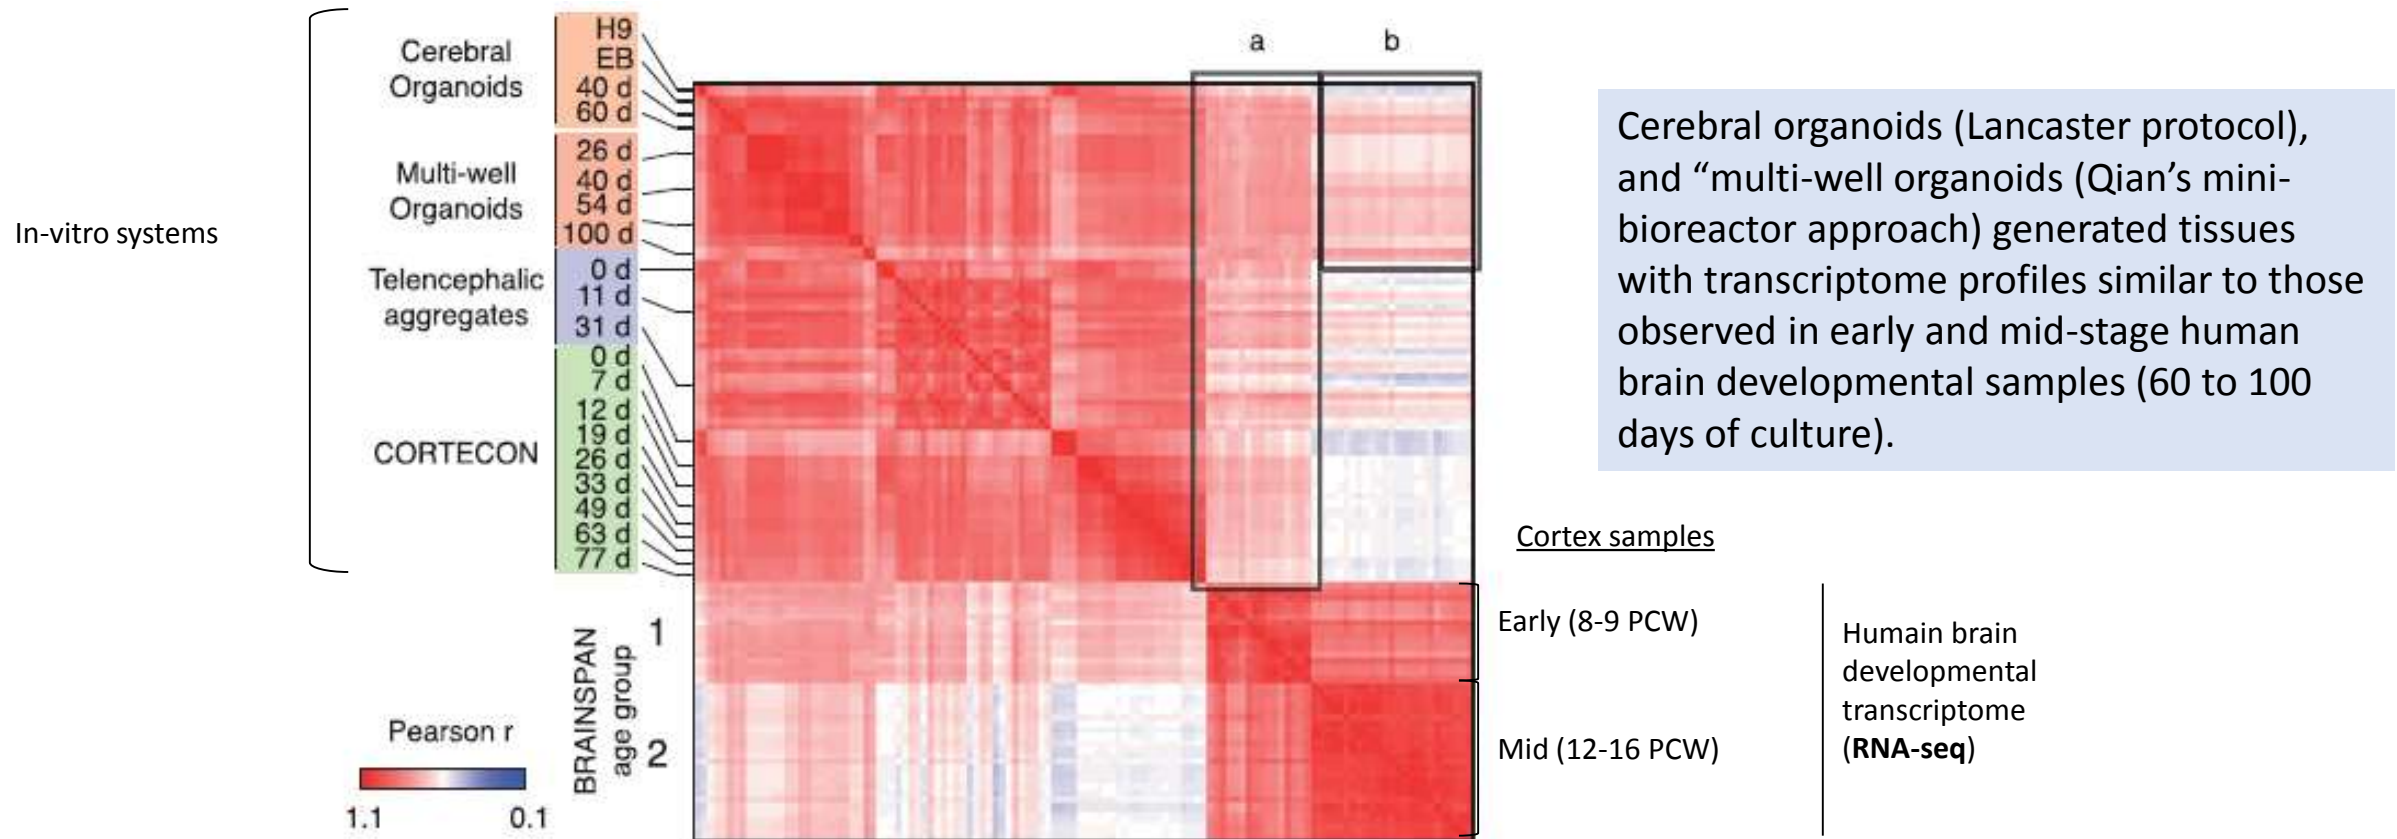 In-vitro systems
Cerebral
Organoids
H9
EB
40 d
60 d
Multi-well
Organoids
26 d
40 d
54 d
100 d
Telencephalic
aggregates
0 d
11 d
31 d
CORTECON
0 d
7 d
12 d
19 d
26 d
33 d
49 d
63 d
77 d
BRAINSPAN
age group
1
2
Pearson r
1.1
0.1
a
b
Cerebral organoids (Lancaster protocol),
and “multi-well organoids (Qian’s mini-
bioreactor approach) generated tissues
with transcriptome profiles similar to those
observed in early and mid-stage human
brain developmental samples (60 to 100
days of culture).
Cortex samples
Early (8-9 PCW)
Mid (12-16 PCW)
Humain brain
developmental
transcriptome
(RNA-seq)